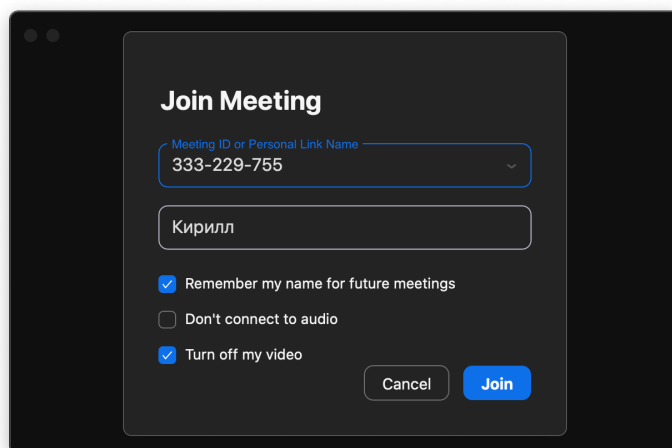 Join Meeting
Meeting ID or Personal Link Name
333-229-755
Кирилл
Remember my name for future meetings
Don't connect to audio
Turn off my video
Cancel Join